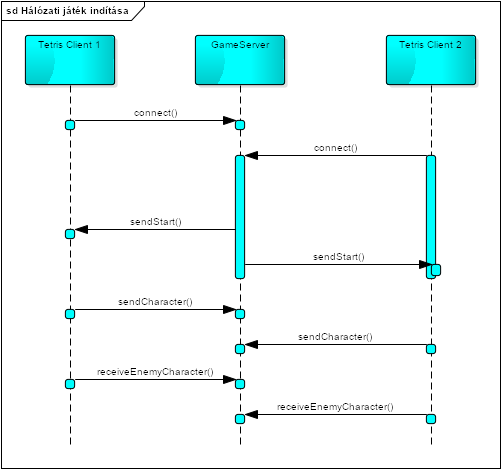 sd Hálózati játék indítása
Tetris Client 1
GameServer
Tetris Client 2
connect()
connect()
sendStart()
sendStart()
sendCharacter()
sendCharacter()
receiveEnemyCharacter()
receiveEnemyCharacter()